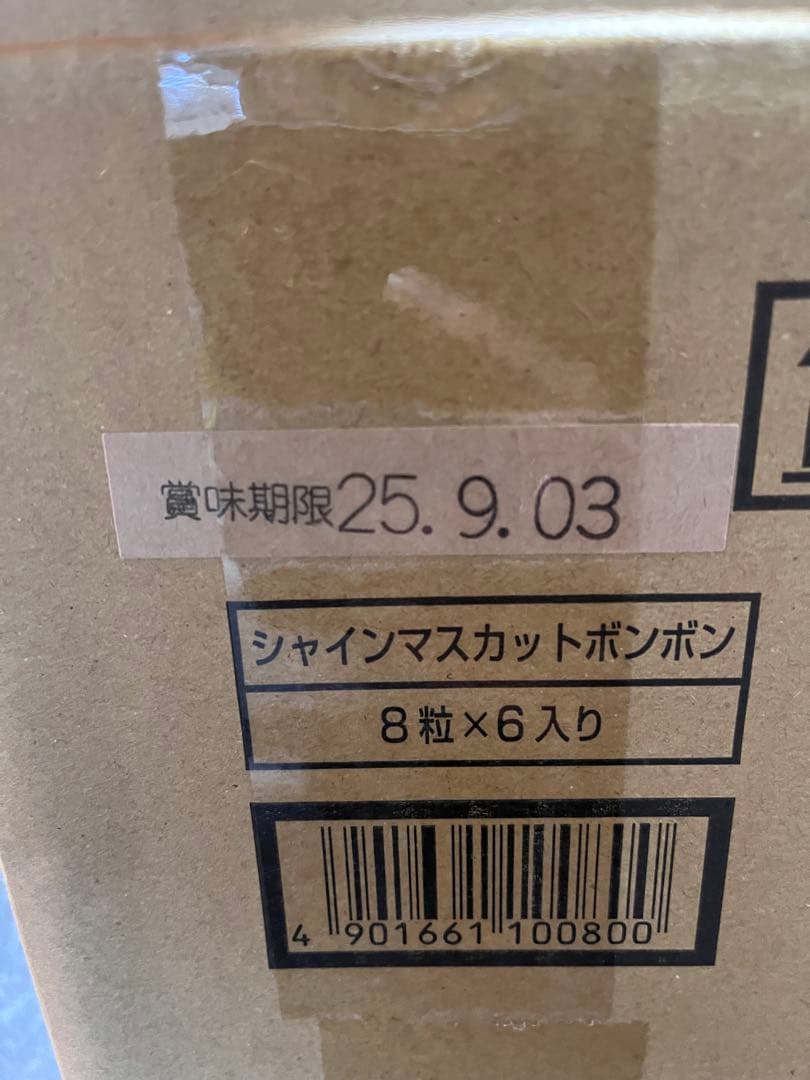 賞味期限25.9.03
シャインマスカットボンボン
8粒×6入り
4 901661 100800